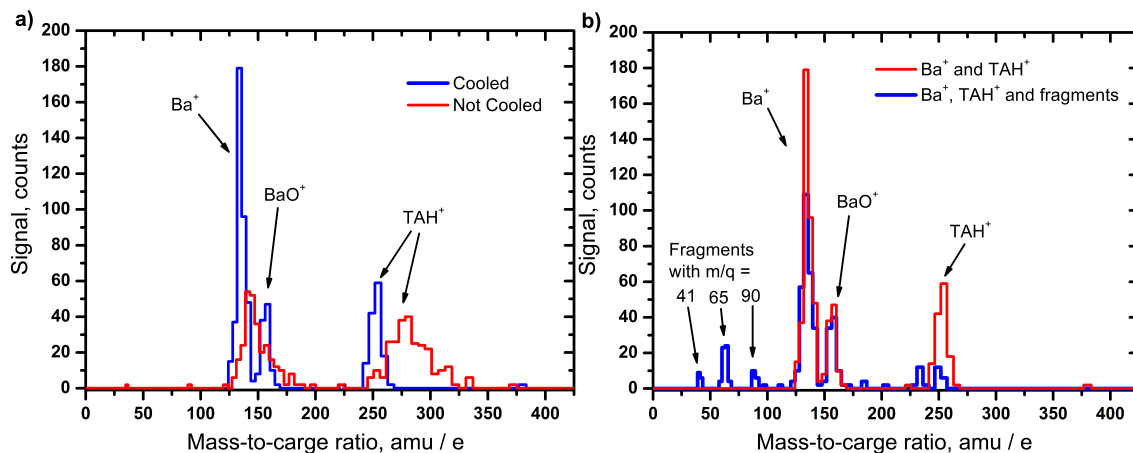 a)
200
180
160
140
120
100
80
60
40
20
0
Signal, counts
0 50 100 150 200 250 300 350 400
Mass-to-carge ratio, amu / e
Cooled
Not Cooled
Ba⁺
BaO⁺
TAH⁺
b)
200
180
160
140
120
100
80
60
40
20
0
Signal, counts
0 50 100 150 200 250 300 350 400
Mass-to-carge ratio, amu / e
Ba⁺ and TAH⁺
Ba⁺, TAH⁺ and fragments
Ba⁺
BaO⁺
TAH⁺
Fragments
with m/q =
41 65 90